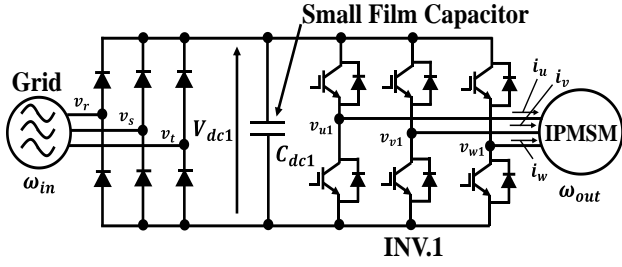 Small Film Capacitor
Grid
v_r
v_s
v_t
V_dc1
C_dc1
v_u1
v_v1
v_w1
i_u
i_v
i_w
IPMSM
ω_in
ω_out
INV.1